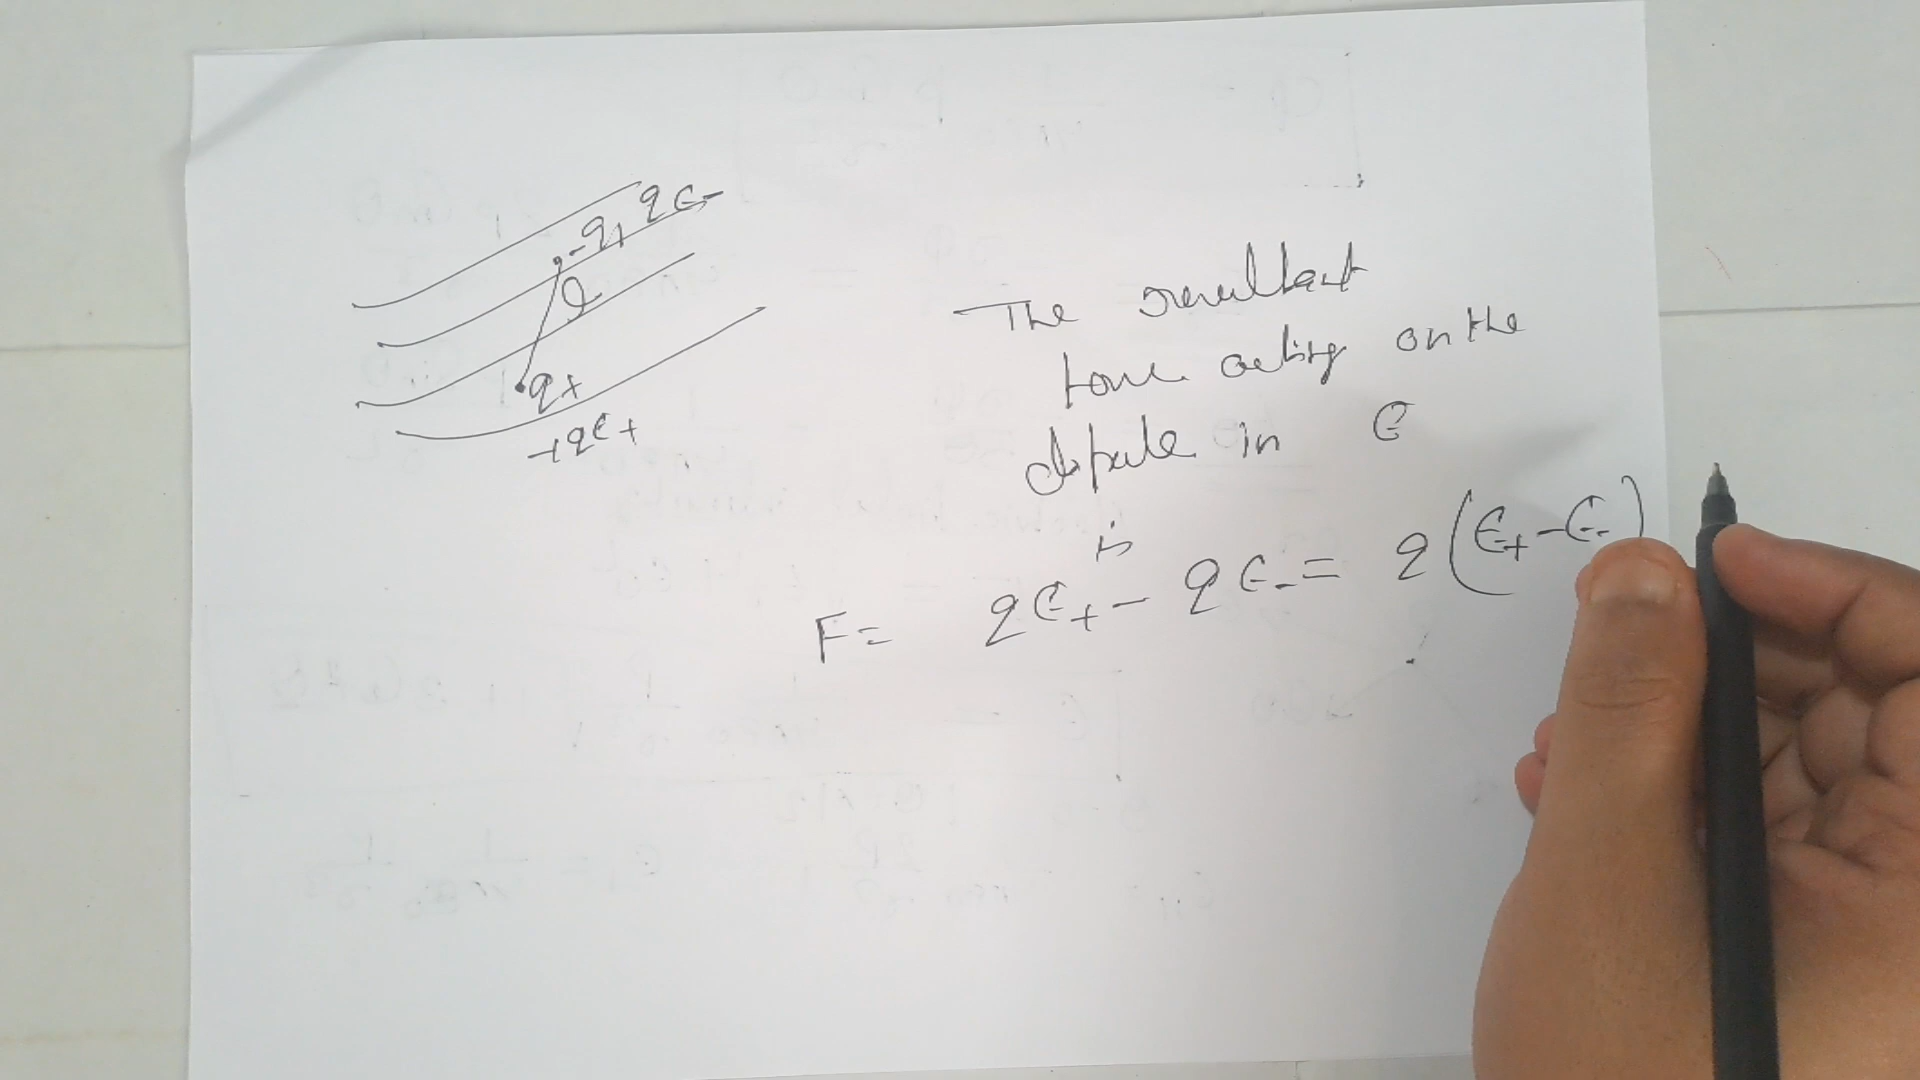 -q, qE-
θ
q+
+qE+
The resultant
force acting on the
dipole in E
is
F= qE+ - qE- = q(E+ - E-)